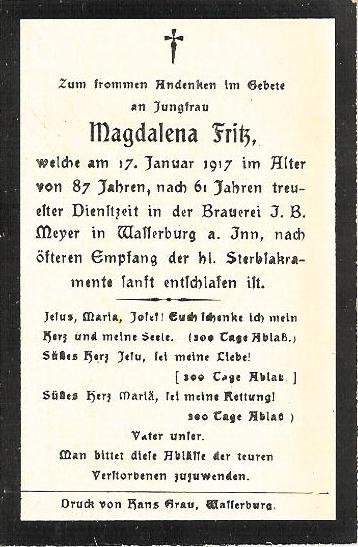 Zum frommen Andenken im Gebete
an Jungfrau
Magdalena Fritz,
welche am 17. Januar 1917 im Alter
von 87 Jahren, nach 61 Jahren treu-
ester Dienstzeit in der Brauerei J. B.
Meyer in Wasserburg a. Inn, nach
öfteren Empfang der hl. Sterbsakra-
mente sanft entschlafen ist.
Jesus, Maria, Josef! Euch schenke ich mein
Herz und meine Seele. (300 Tage Ablaß.)
Süßes Herz Jesu, sei meine Liebe!
[300 Tage Ablaß.]
Süßes Herz Mariä, sei meine Rettung!
300 Tage Ablaß)
Vater unser.
Man bittet diese Ablässe der teuren
Verstorbenen zuzuwenden.
Druck von Hans Grau, Wasserburg.